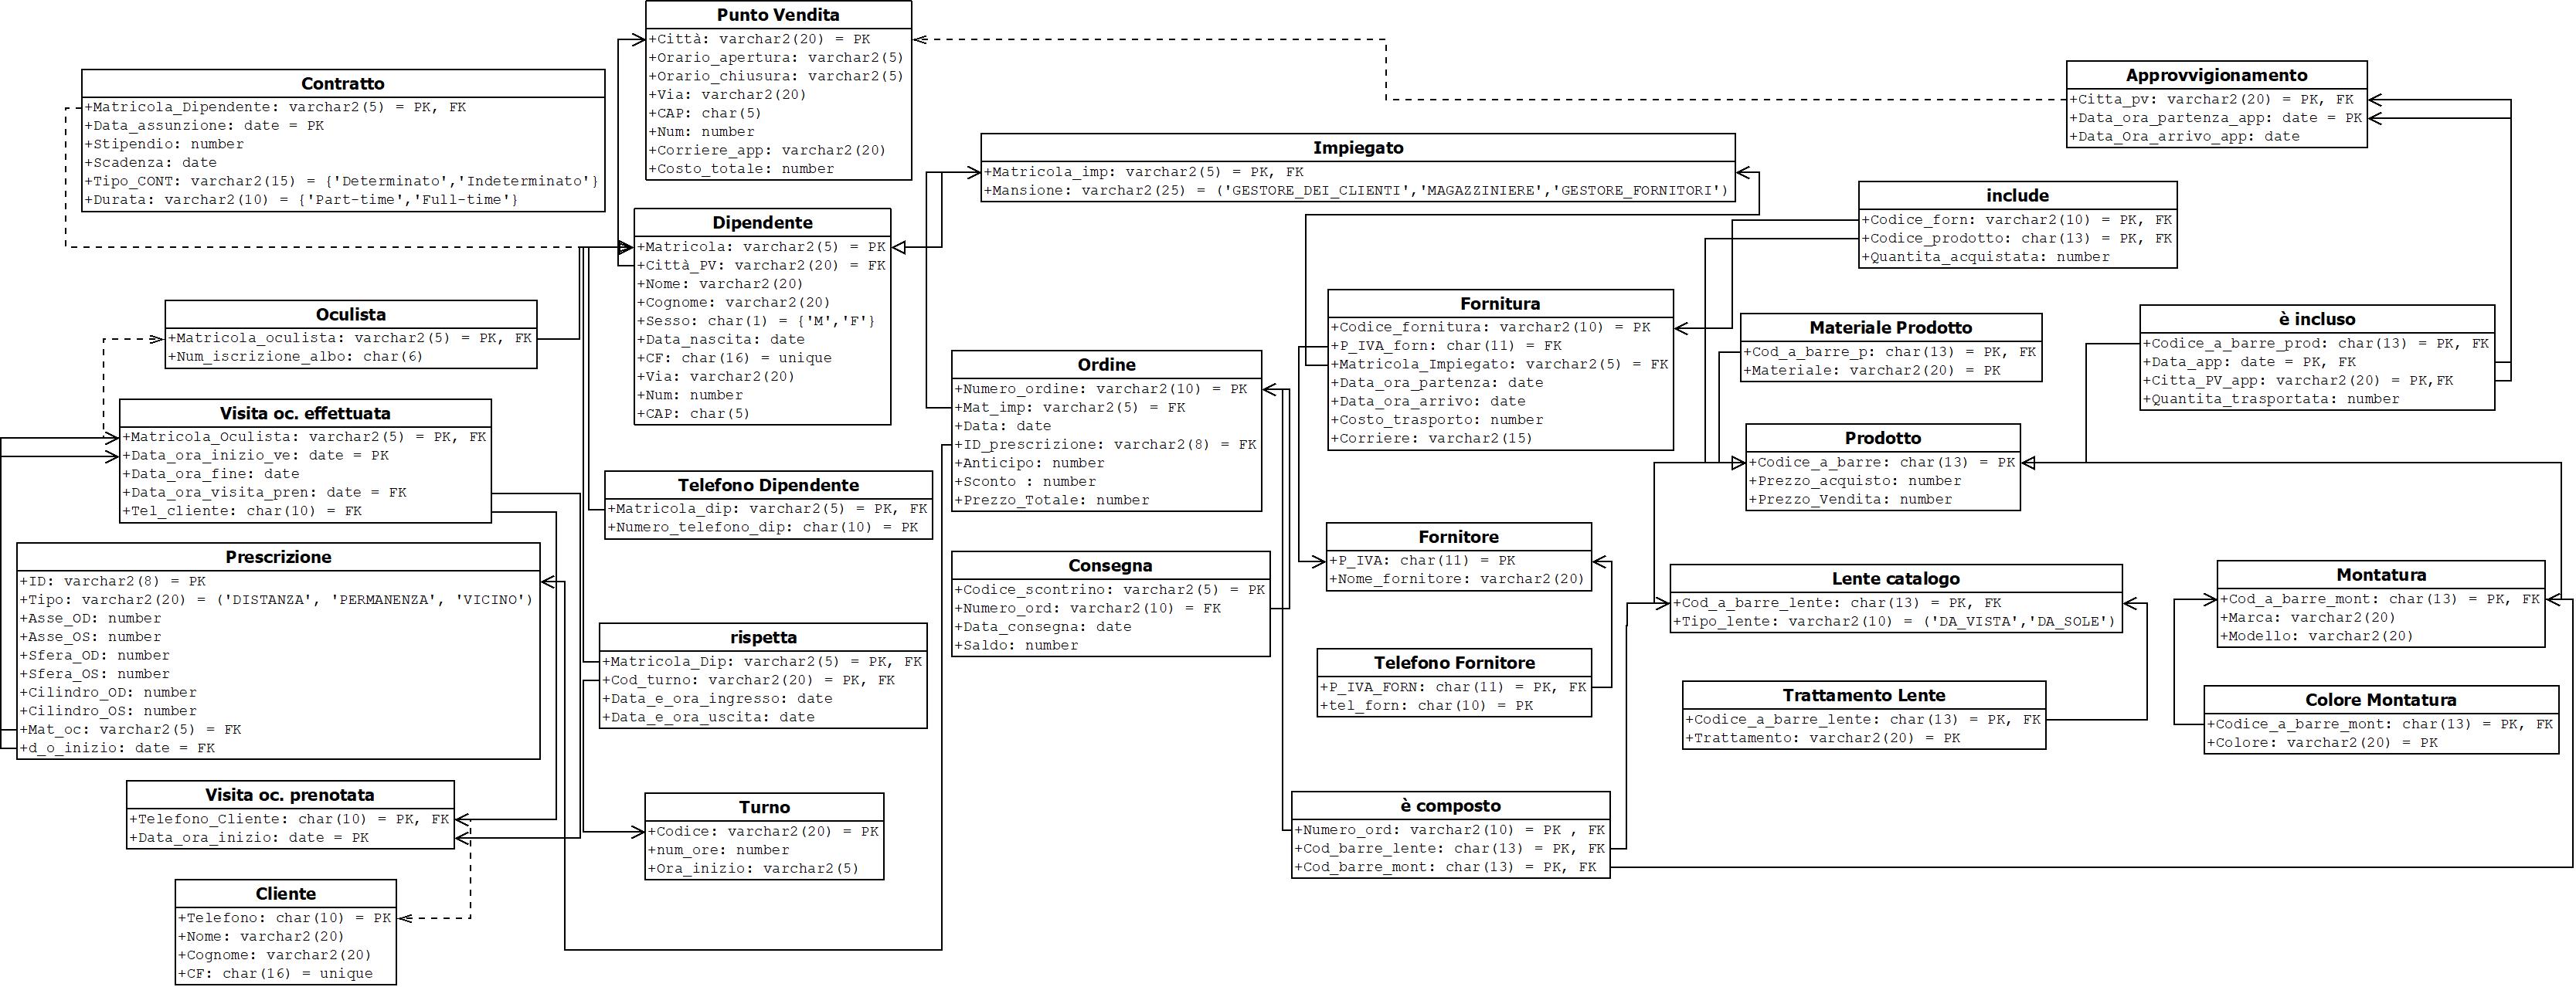 Punto Vendita
+Città: varchar2(20) = PK
+Orario_apertura: varchar2(5)
+Orario_chiusura: varchar2(5)
+Via: varchar2(20)
+CAP: char(5)
+Num: number
+Corriere_app: varchar2(20)
+Costo_totale: number
Contratto
+Matricola_Dipendente: varchar2(5) = PK, FK
+Data_assunzione: date = PK
+Stipendio: number
+Scadenza: date
+Tipo_CONT: varchar2(15) = {'Determinato','Indeterminato'}
+Durata: varchar2(10) = {'Part-time','Full-time'}
Approvvigionamento
+Citta_pv: varchar2(20) = PK, FK
+Data_ora_partenza_app: date = PK
+Data_Ora_arrivo_app: date
Impiegato
+Matricola_imp: varchar2(5) = PK, FK
+Mansione: varchar2(25) = ('GESTORE_DEI_CLIENTI','MAGAZZINIERE','GESTORE_FORNITORI')
include
+Codice_forn: varchar2(10) = PK, FK
+Codice_prodotto: char(13) = PK, FK
+Quantita_acquistata: number
Dipendente
+Matricola: varchar2(5) = PK
+Città_PV: varchar2(20) = FK
+Nome: varchar2(20)
+Cognome: varchar2(20)
+Sesso: char(1) = {'M','F'}
+Data_nascita: date
+CF: char(16) = unique
+Via: varchar2(20)
+Num: number
+CAP: char(5)
Oculista
+Matricola_oculista: varchar2(5) = PK, FK
+Num_iscrizione_albo: char(6)
Fornitura
+Codice_fornitura: varchar2(10) = PK
+P_IVA_forn: char(11) = FK
+Matricola_Impiegato: varchar2(5) = FK
+Data_ora_partenza: date
+Data_ora_arrivo: date
+Costo_trasporto: number
+Corriere: varchar2(15)
Materiale Prodotto
+Cod_a_barre_p: char(13) = PK, FK
+Materiale: varchar2(20) = PK
è incluso
+Codice_a_barre_prod: char(13) = PK, FK
+Data_app: date = PK, FK
+Citta_PV_app: varchar2(20) = PK,FK
+Quantita_trasportata: number
Ordine
+Numero_ordine: varchar2(10) = PK
+Mat_imp: varchar2(5) = FK
+Data: date
+ID_prescrizione: varchar2(8) = FK
+Anticipo: number
+Sconto : number
+Prezzo_Totale: number
Visita oc. effettuata
+Matricola_Oculista: varchar2(5) = PK, FK
+Data_ora_inizio_ve: date = PK
+Data_ora_fine: date
+Data_ora_visita_pren: date = FK
+Tel_cliente: char(10) = FK
Prodotto
+Codice_a_barre: char(13) = PK
+Prezzo_acquisto: number
+Prezzo_Vendita: number
Telefono Dipendente
+Matricola_dip: varchar2(5) = PK, FK
+Numero_telefono_dip: char(10) = PK
Fornitore
+P_IVA: char(11) = PK
+Nome_fornitore: varchar2(20)
Prescrizione
+ID: varchar2(8) = PK
+Tipo: varchar2(20) = ('DISTANZA', 'PERMANENZA', 'VICINO')
+Asse_OD: number
+Asse_OS: number
+Sfera_OD: number
+Sfera_OS: number
+Cilindro_OD: number
+Cilindro_OS: number
+Mat_oc: varchar2(5) = FK
+d_o_inizio: date = FK
Consegna
+Codice_scontrino: varchar2(5) = PK
+Numero_ord: varchar2(10) = FK
+Data_consegna: date
+Saldo: number
Lente catalogo
+Cod_a_barre_lente: char(13) = PK, FK
+Tipo_lente: varchar2(10) = ('DA_VISTA','DA_SOLE')
Montatura
+Cod_a_barre_mont: char(13) = PK, FK
+Marca: varchar2(20)
+Modello: varchar2(20)
rispetta
+Matricola_Dip: varchar2(5) = PK, FK
+Cod_turno: varchar2(20) = PK, FK
+Data_e_ora_ingresso: date
+Data_e_ora_uscita: date
Telefono Fornitore
+P_IVA_FORN: char(11) = PK, FK
+tel_forn: char(10) = PK
Trattamento Lente
+Codice_a_barre_lente: char(13) = PK, FK
+Trattamento: varchar2(20) = PK
Colore Montatura
+Codice_a_barre_mont: char(13) = PK, FK
+Colore: varchar2(20) = PK
Visita oc. prenotata
+Telefono_Cliente: char(10) = PK, FK
+Data_ora_inizio: date = PK
Turno
+Codice: varchar2(20) = PK
+num_ore: number
+Ora_inizio: varchar2(5)
è composto
+Numero_ord: varchar2(10) = PK , FK
+Cod_barre_lente: char(13) = PK, FK
+Cod_barre_mont: char(13) = PK, FK
Cliente
+Telefono: char(10) = PK
+Nome: varchar2(20)
+Cognome: varchar2(20)
+CF: char(16) = unique